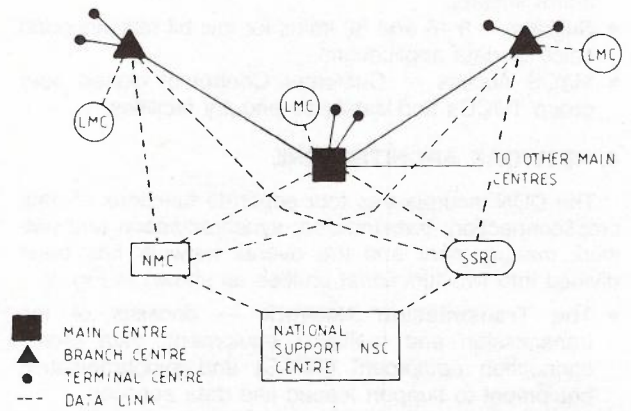 LMC
LMC
LMC
TO OTHER MAIN
CENTRES
NMC
SSRC
NATIONAL
SUPPORT NSC
CENTRE
MAIN CENTRE
BRANCH CENTRE
TERMINAL CENTRE
DATA LINK